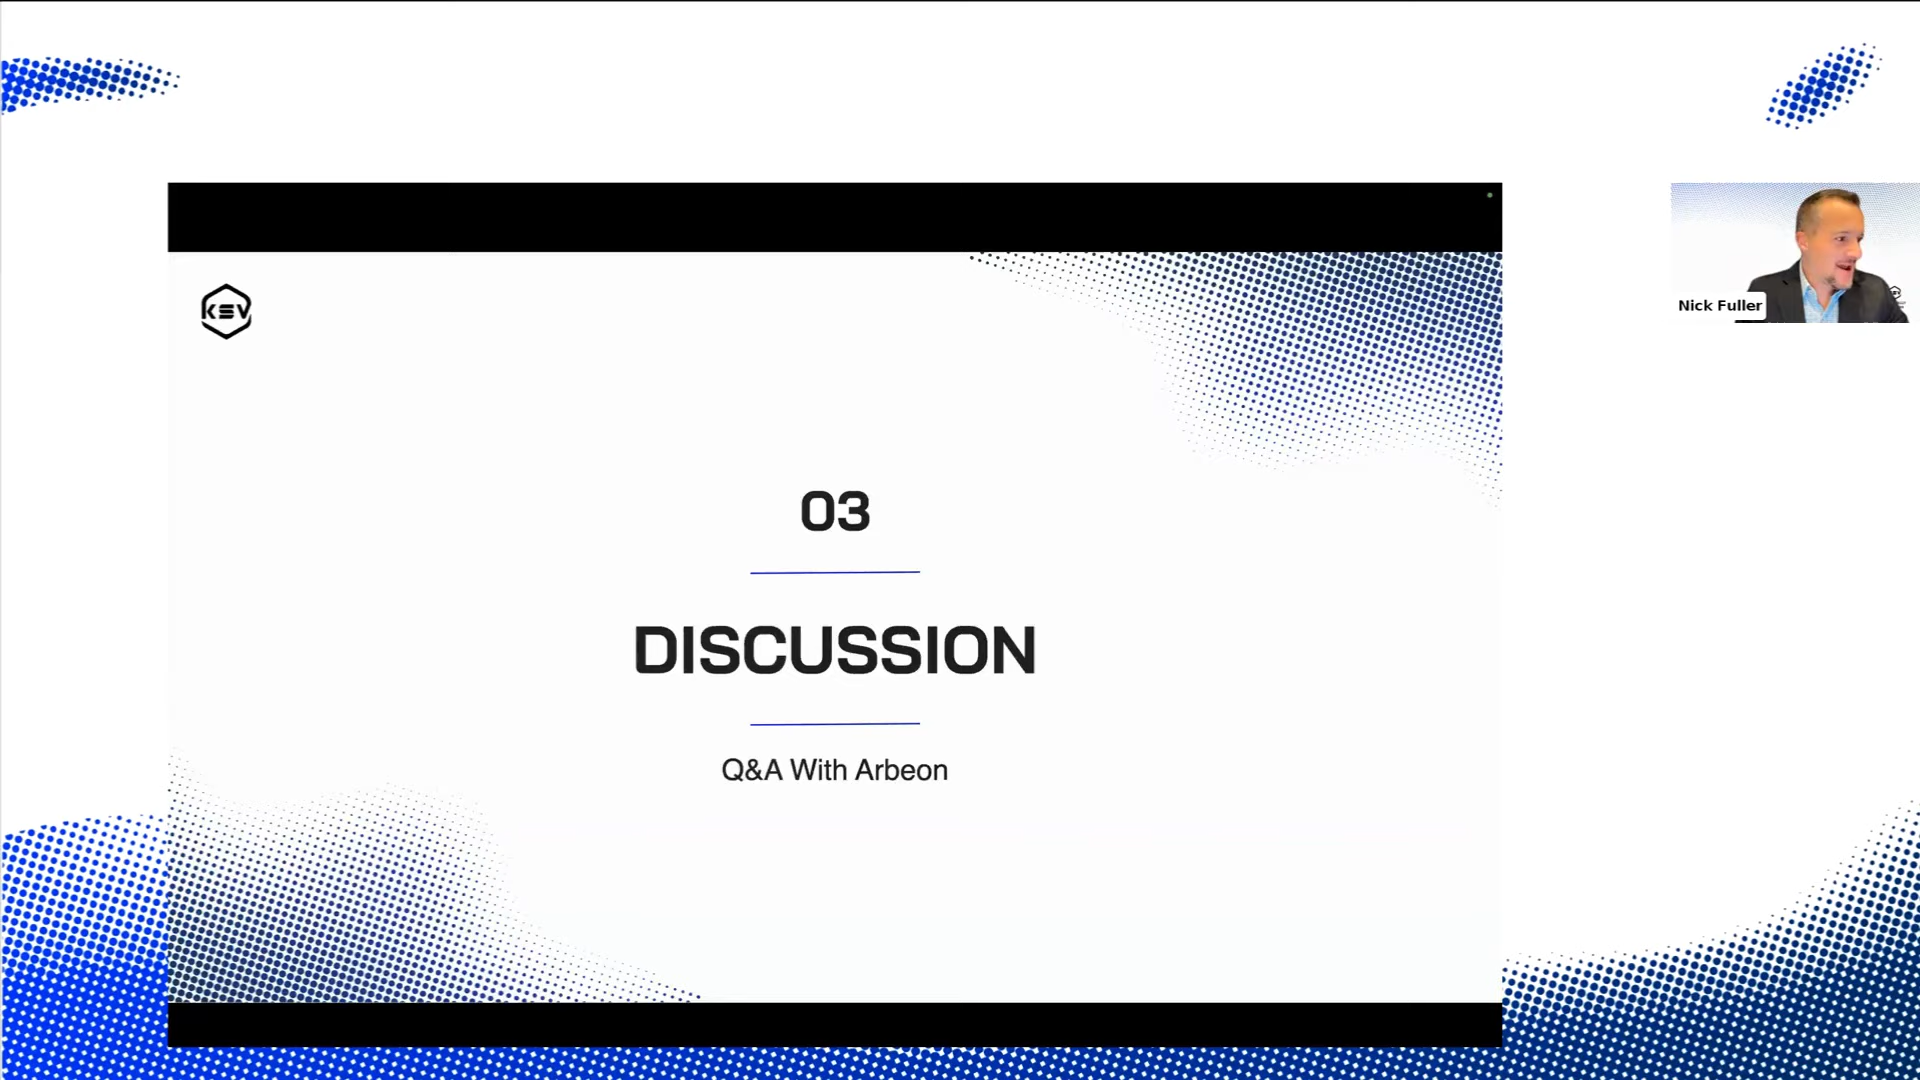 KSV
03
DISCUSSION
Q&A With Arbeon
Nick Fuller